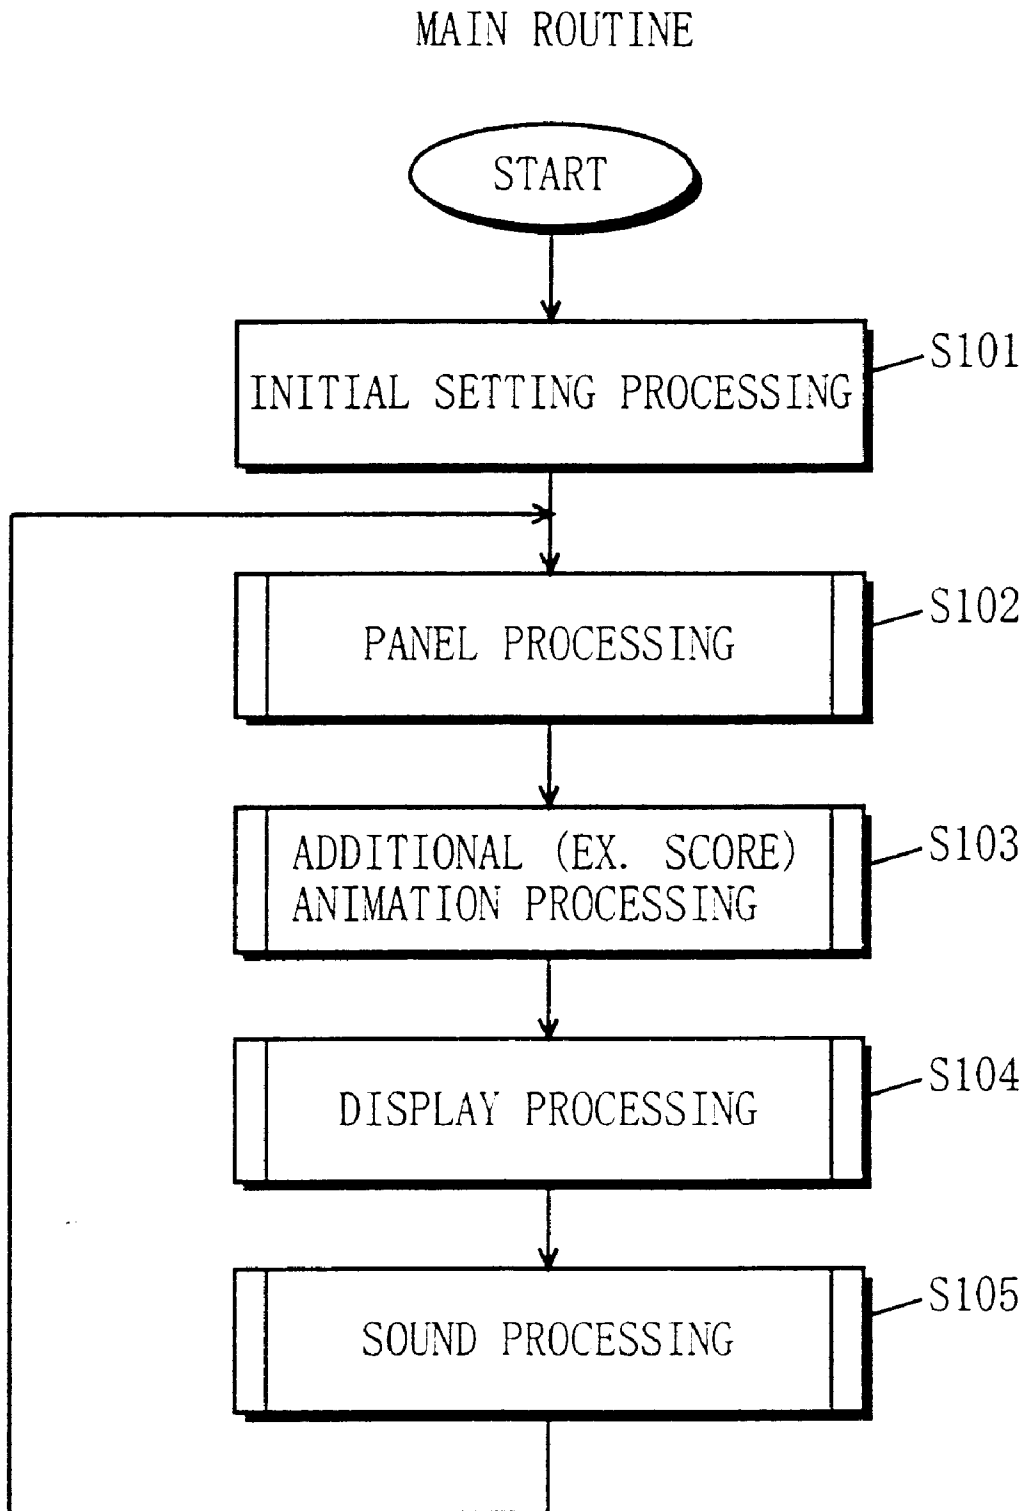 MAIN ROUTINE
START
INITIAL SETTING PROCESSING
S101
PANEL PROCESSING
S102
ADDITIONAL (EX. SCORE)
ANIMATION PROCESSING
S103
DISPLAY PROCESSING
S104
SOUND PROCESSING
S105